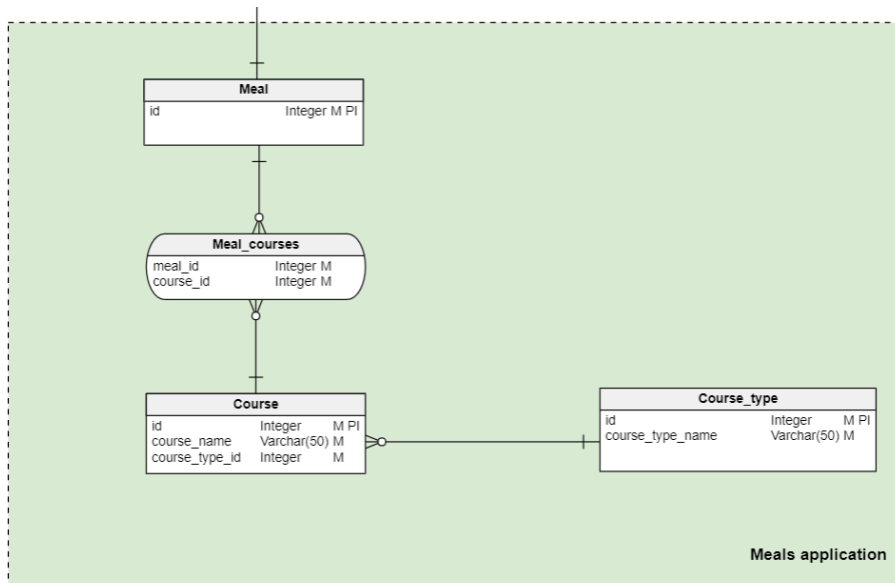 Meal
id Integer M PI
Meal_courses
meal_id Integer M
course_id Integer M
Course
id Integer M PI
course_name Varchar(50) M
course_type_id Integer M
Course_type
id Integer M PI
course_type_name Varchar(50) M
Meals application